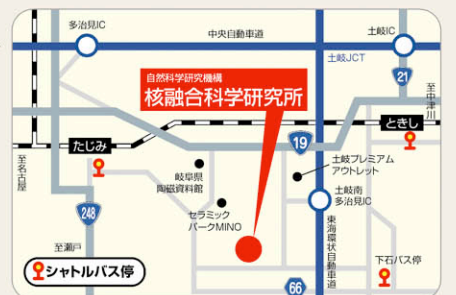 多治見IC
中央自動車道
土岐IC
土岐JCT
21
至中津川
自然科学研究機構
核融合科学研究所
ときし
19
たじみ
至名古屋
岐阜県
陶磁資料館
土岐プレミアム
アウトレット
セラミック
パークMINO
土岐南
多治見IC
248
東海環状自動車道
至瀬戸
下石バス停
シャトルバス停
66